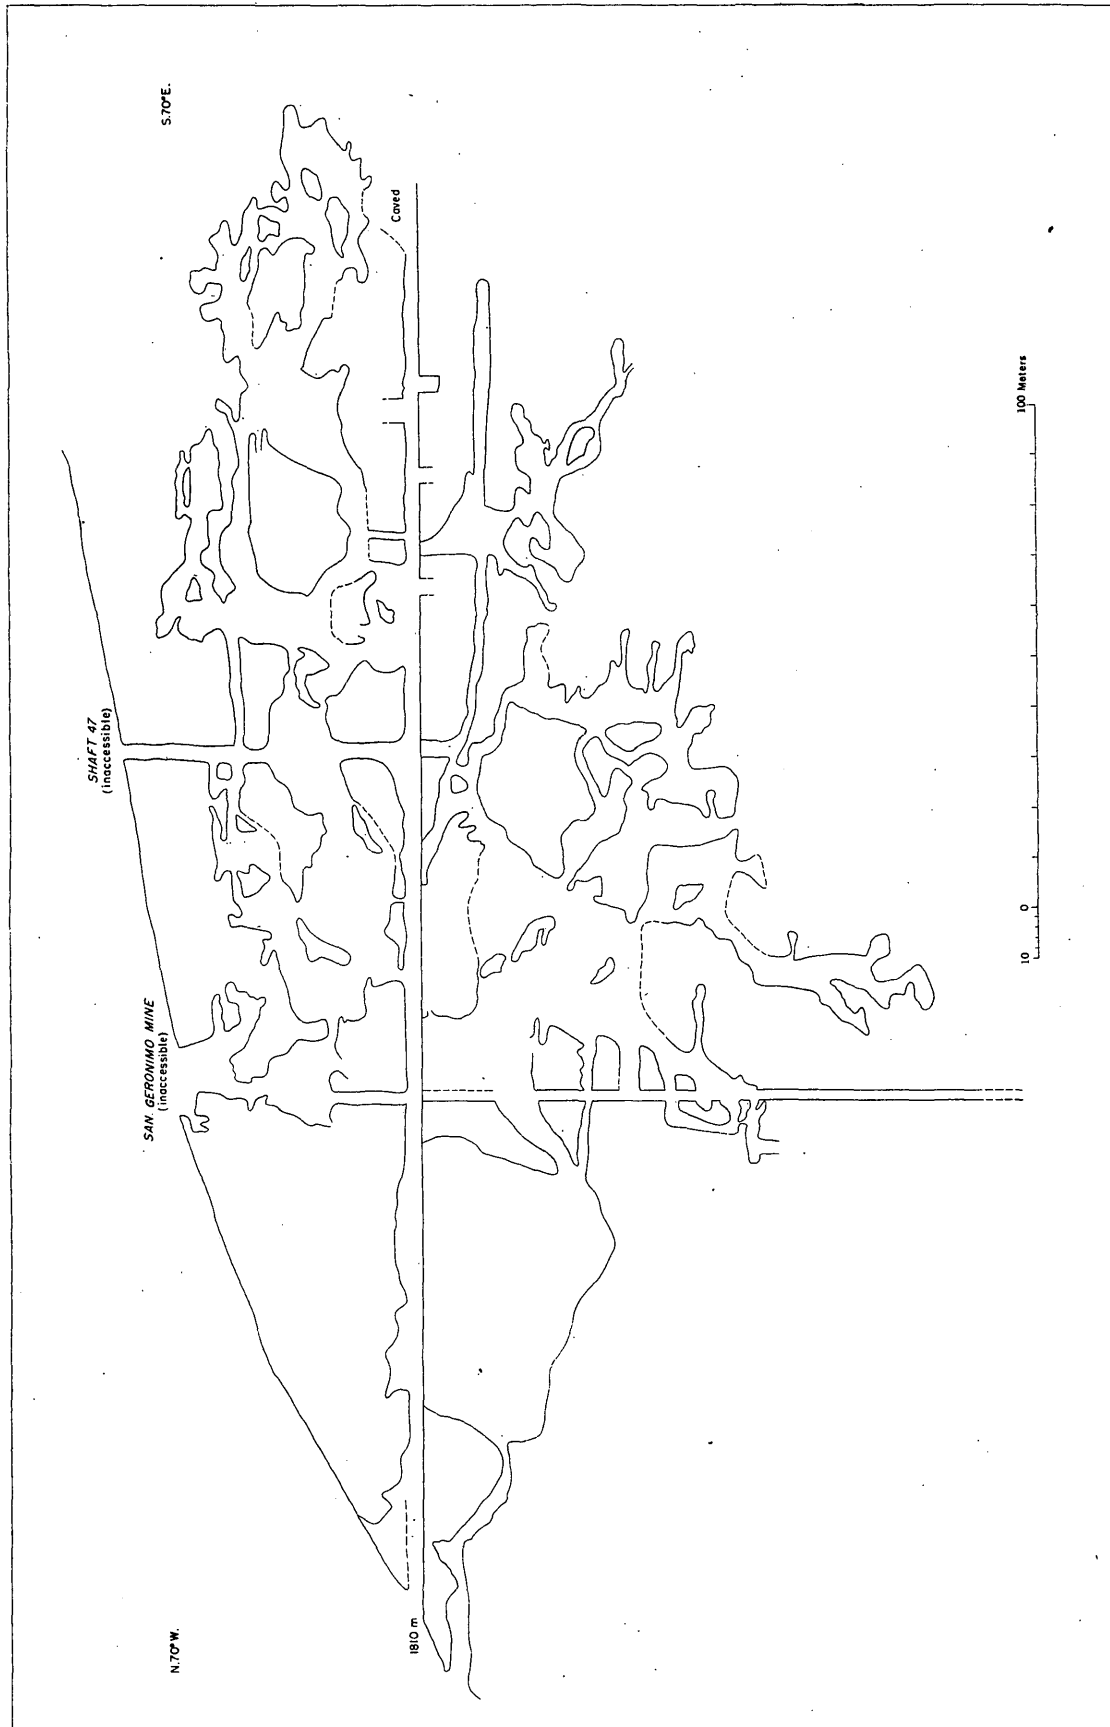 N.70°W.
S.70°E.
SHAFT 47
(inaccessible)
SAN. GERONIMO MINE
(inaccessible)
Caved
1810 m
10 0 100 Meters